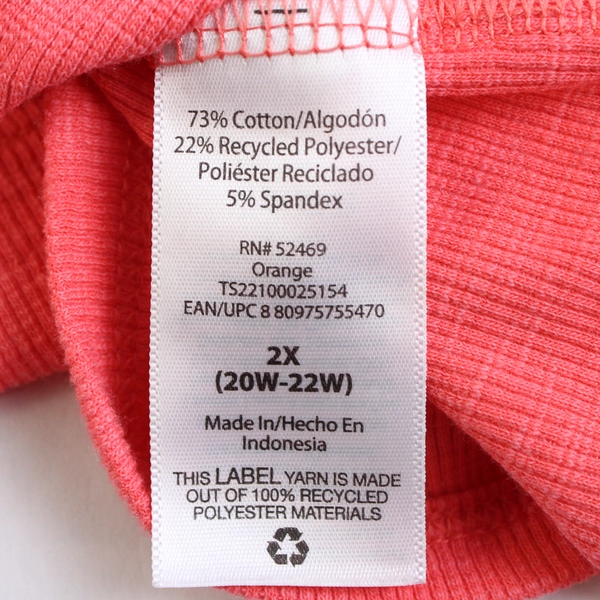 73% Cotton/Algodón
22% Recycled Polyester/
Poliéster Reciclado
5% Spandex
RN# 52469
Orange
TS22100025154
EAN/UPC 8 80975755470
2X
(20W-22W)
Made In/Hecho En
Indonesia
THIS LABEL YARN IS MADE
OUT OF 100% RECYCLED
POLYESTER MATERIALS